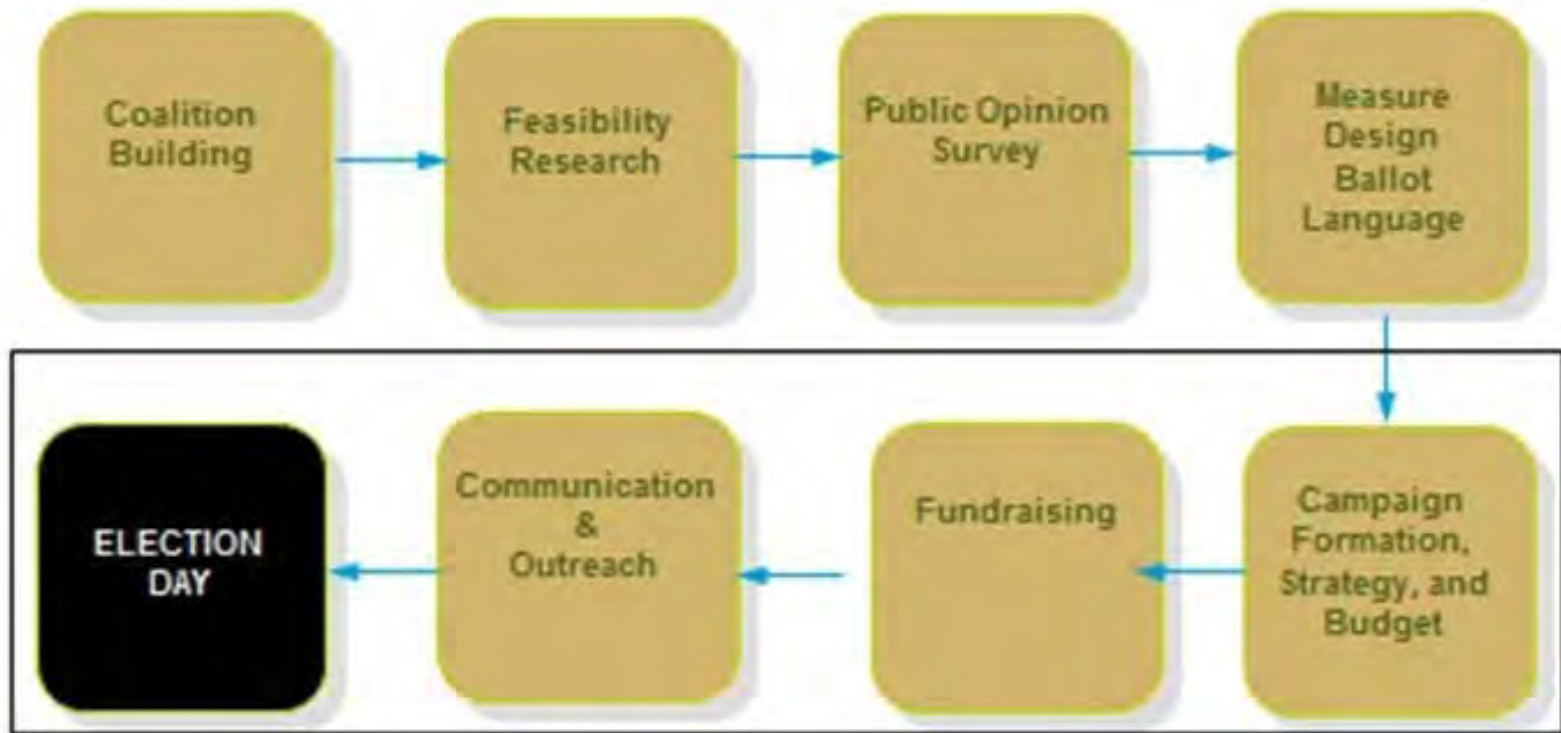 Coalition
Building
Feasibility
Research
Public Opinion
Survey
Measure
Design
Ballot
Language
Campaign
Formation,
Strategy, and
Budget
Fundraising
Communication
&
Outreach
ELECTION
DAY